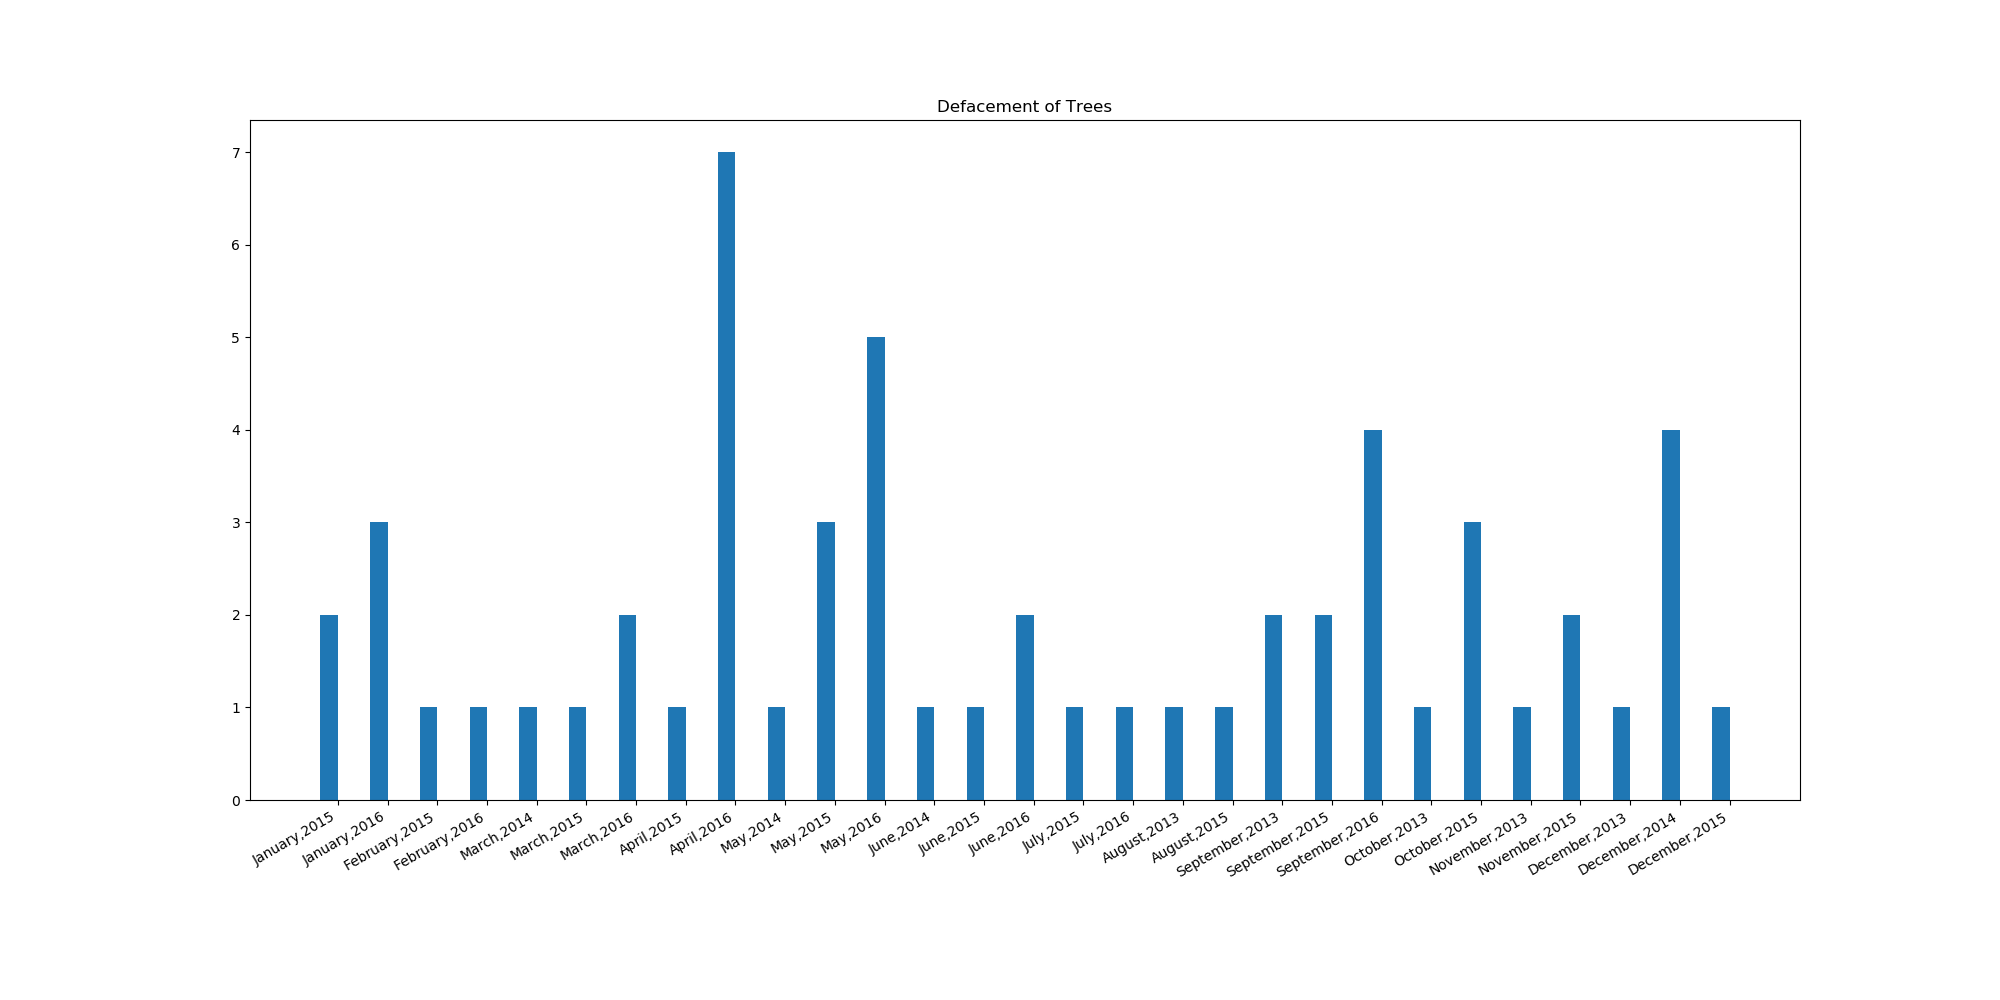 Defacement of Trees
7
6
5
4
3
2
1
0
January,2015
January,2016
February,2015
February,2016
March,2014
March,2015
March,2016
April,2015
April,2016
May,2014
May,2015
May,2016
June,2014
June,2015
June,2016
July,2015
July,2016
August,2013
August,2015
September,2013
September,2015
September,2016
October,2013
October,2015
November,2013
November,2015
December,2013
December,2014
December,2015